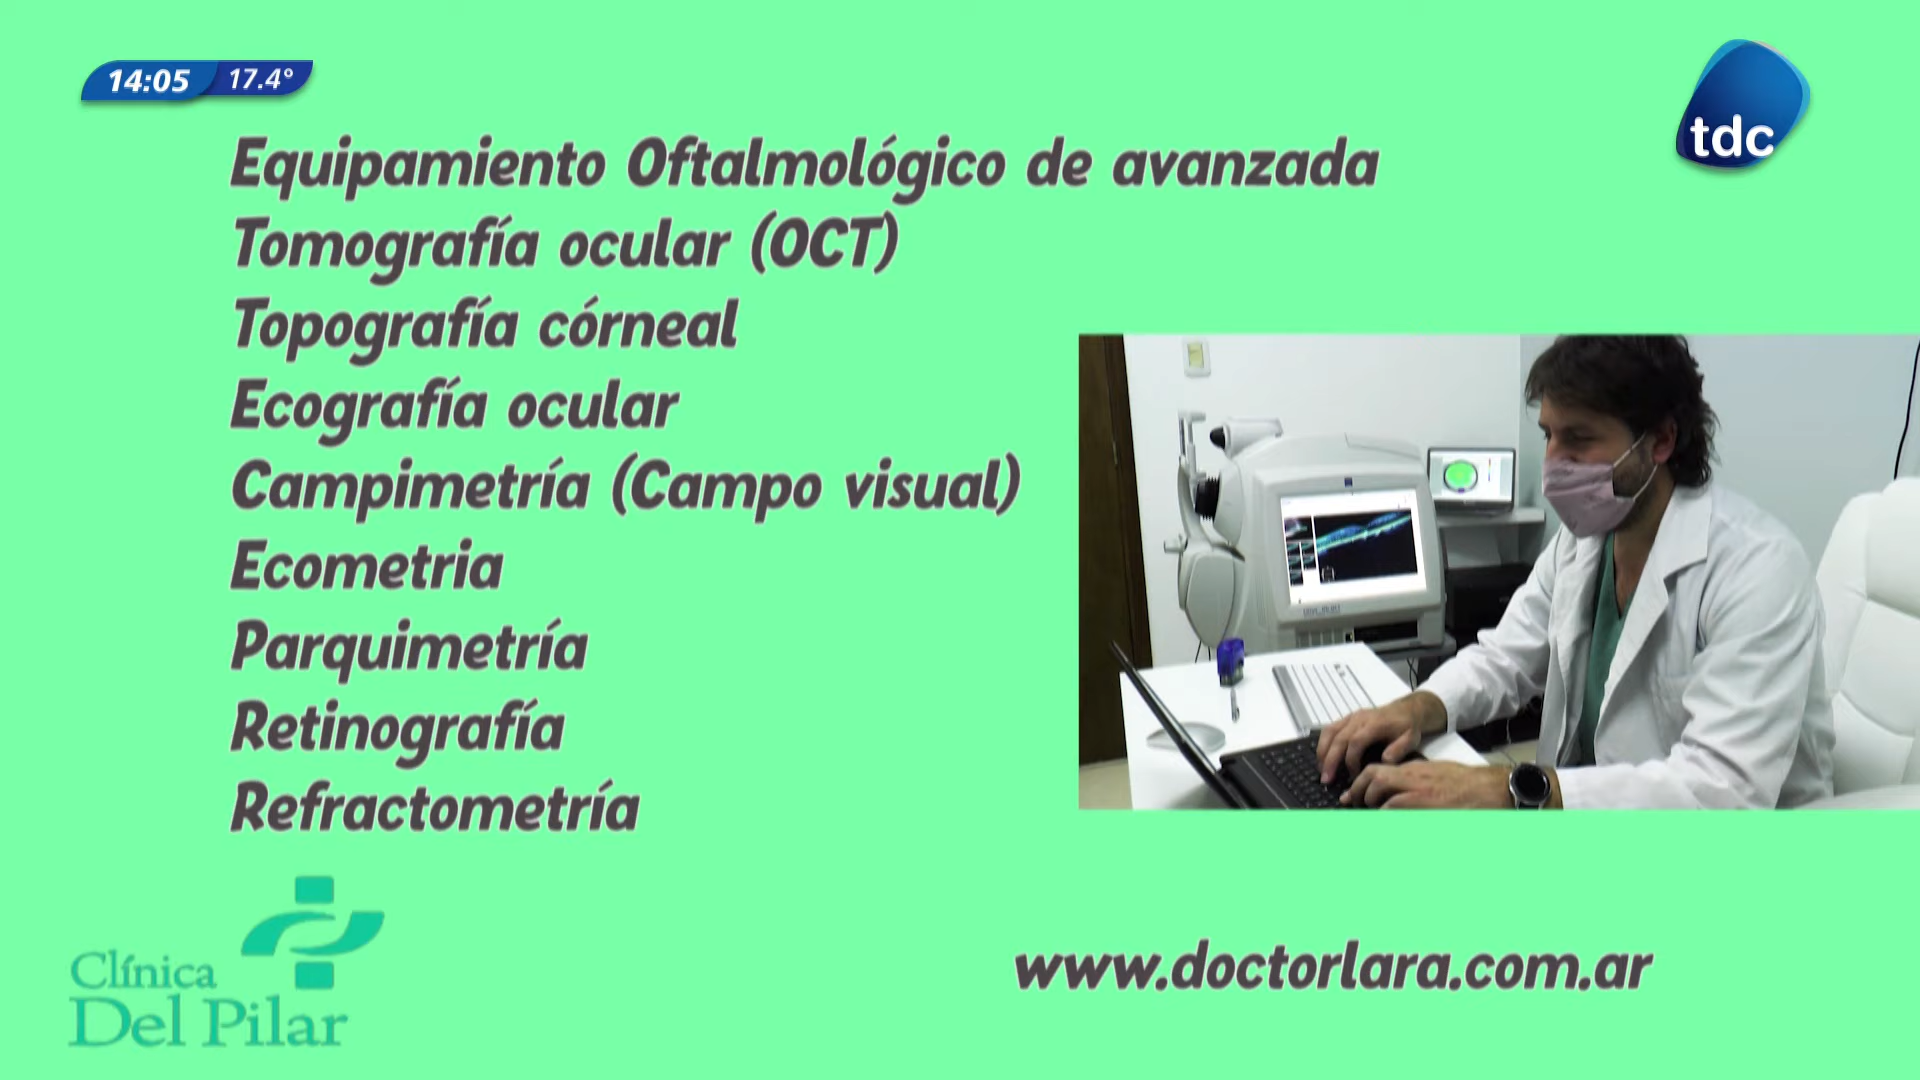 14:05 17.4°
tdc
Equipamiento Oftalmológico de avanzada
Tomografía ocular (OCT)
Topografía córneal
Ecografía ocular
Campimetría (Campo visual)
Ecometria
Parquimetría
Retinografía
Refractometría
Clínica
Del Pilar
www.doctorlara.com.ar